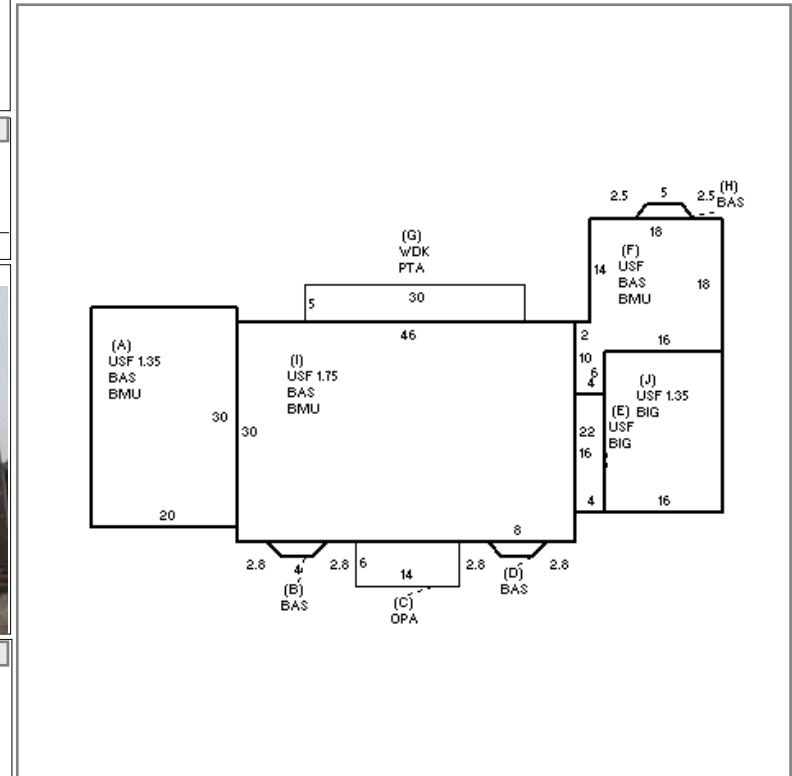 2.5
5
2.5
(H)
BAS
18
(G)
WDK
PTA
(F)
USF
BAS
BMU
14
18
5
30
46
2
16
(A)
USF 1.35
BAS
BMU
(I)
USF 1.75
BAS
BMU
10
6
4
(J)
USF 1.35
BIG
(E)
USF
BIG
30
30
22
16
20
8
4
16
2.8
4
2.8
6
14
2.8
2.8
(B)
BAS
(C)
OPA
(D)
BAS